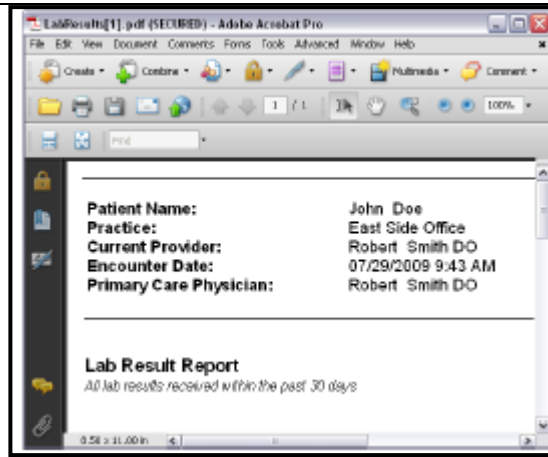 LabResults[1].pdf (SECURED) - Adobe Acrobat Pro
File Edit View Document Comments Forms Tools Advanced Window Help
Create Combine Multimedia Comment
1 / 1 100%
Find
Patient Name: John Doe
Practice: East Side Office
Current Provider: Robert Smith DO
Encounter Date: 07/29/2009 9:43 AM
Primary Care Physician: Robert Smith DO
Lab Result Report
All lab results received within the past 30 days
8.50 x 11.00 in